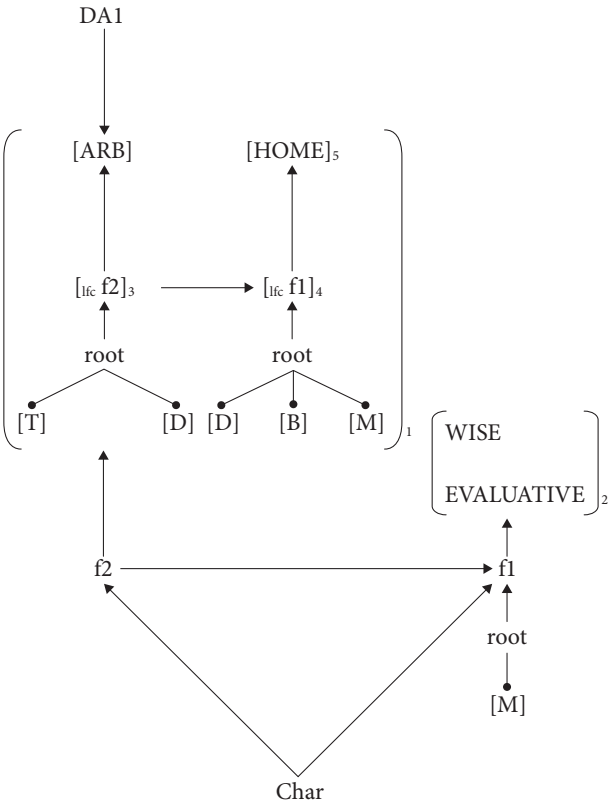 DA1
[ARB] [HOME]5
[lfc f2]3 [lfc f1]4
root root
[T] [D] [D] [B] [M]
1
WISE
EVALUATIVE
2
f2 f1
root
[M]
Char